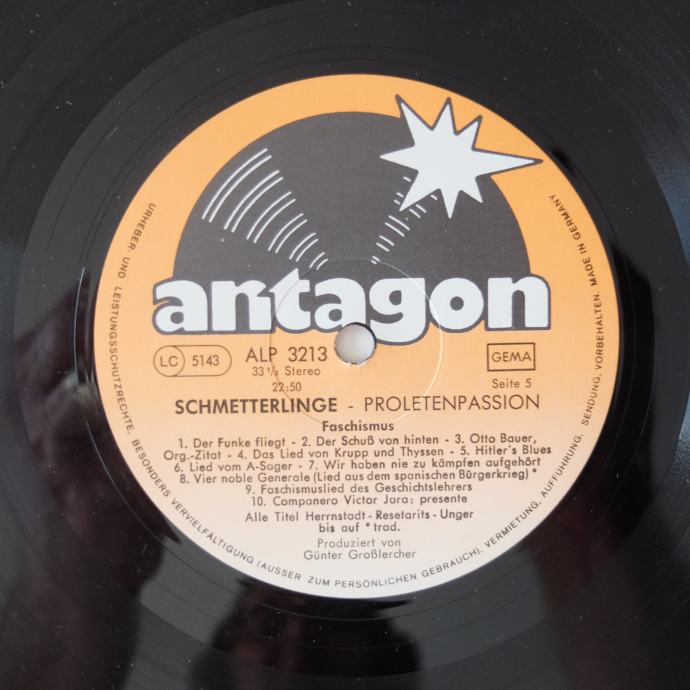 antagon
LC 5143
ALP 3213
33⅓ Stereo
22:50
GEMA
Seite 5
SCHMETTERLINGE - PROLETENPASSION
Faschismus
1. Der Funke fliegt - 2. Der Schuß von hinten - 3. Otto Bauer,
Org.-Zitat - 4. Das Lied von Krupp und Thyssen - 5. Hitler's Blues
6. Lied vom A-Sager - 7. Wir haben nie zu kämpfen aufgehört
8. Vier noble Generale (Lied aus dem spanischen Bürgerkrieg)*
9. Faschismuslied des Geschichtslehrers
10. Companero Victor Jara: presente
Alle Titel Herrnstadt - Resetarits - Unger
bis auf * trad.
Produziert von
Günter Großlercher
URHEBER UND LEISTUNGSSCHUTZRECHTE, BESONDERS VERVIELFÄLTIGUNG (AUSSER ZUM PERSÖNLICHEN GEBRAUCH), VERMIETUNG, AUFFÜHRUNG, SENDUNG, VORBEHALTEN. MADE IN GERMANY